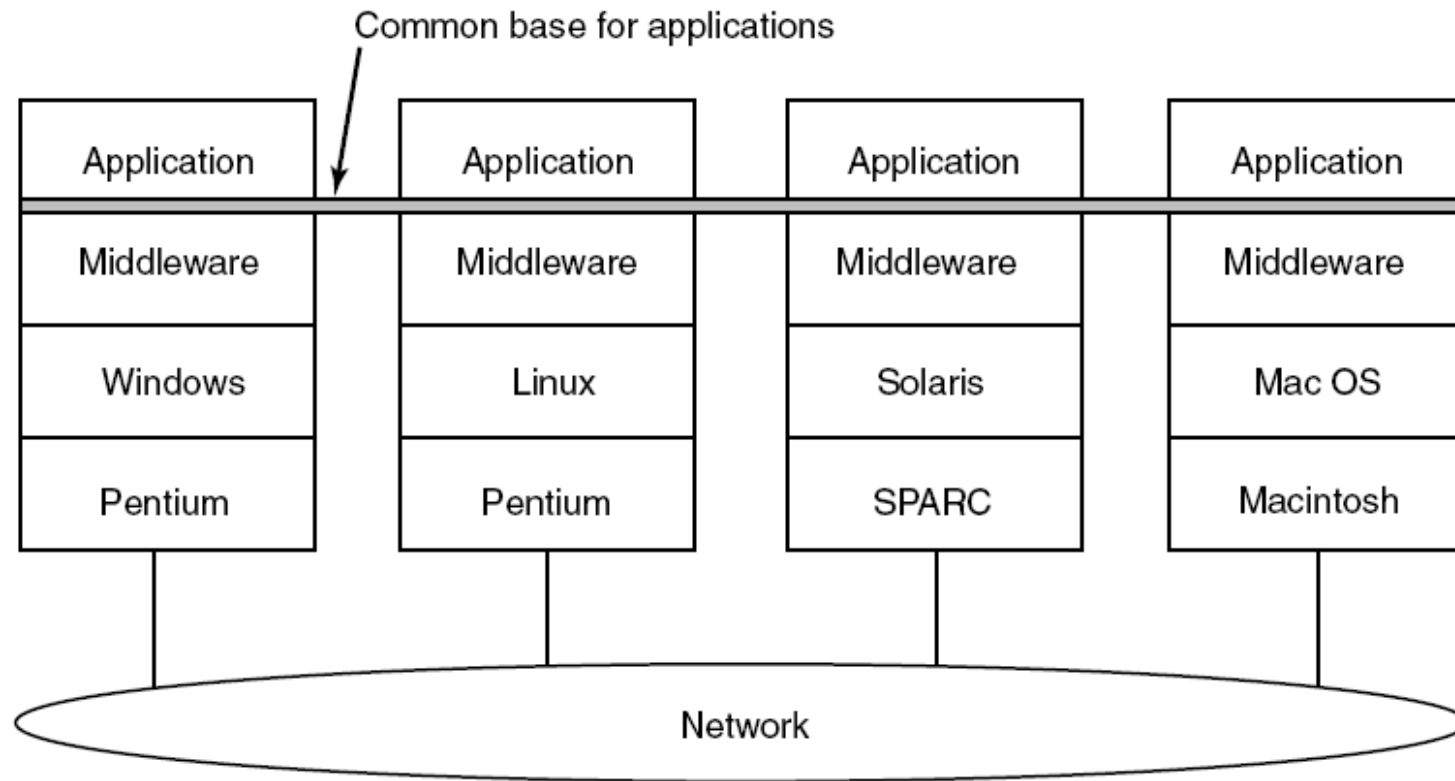 Common base for applications
Application Application Application Application
Middleware Middleware Middleware Middleware
Windows Linux Solaris Mac OS
Pentium Pentium SPARC Macintosh
Network